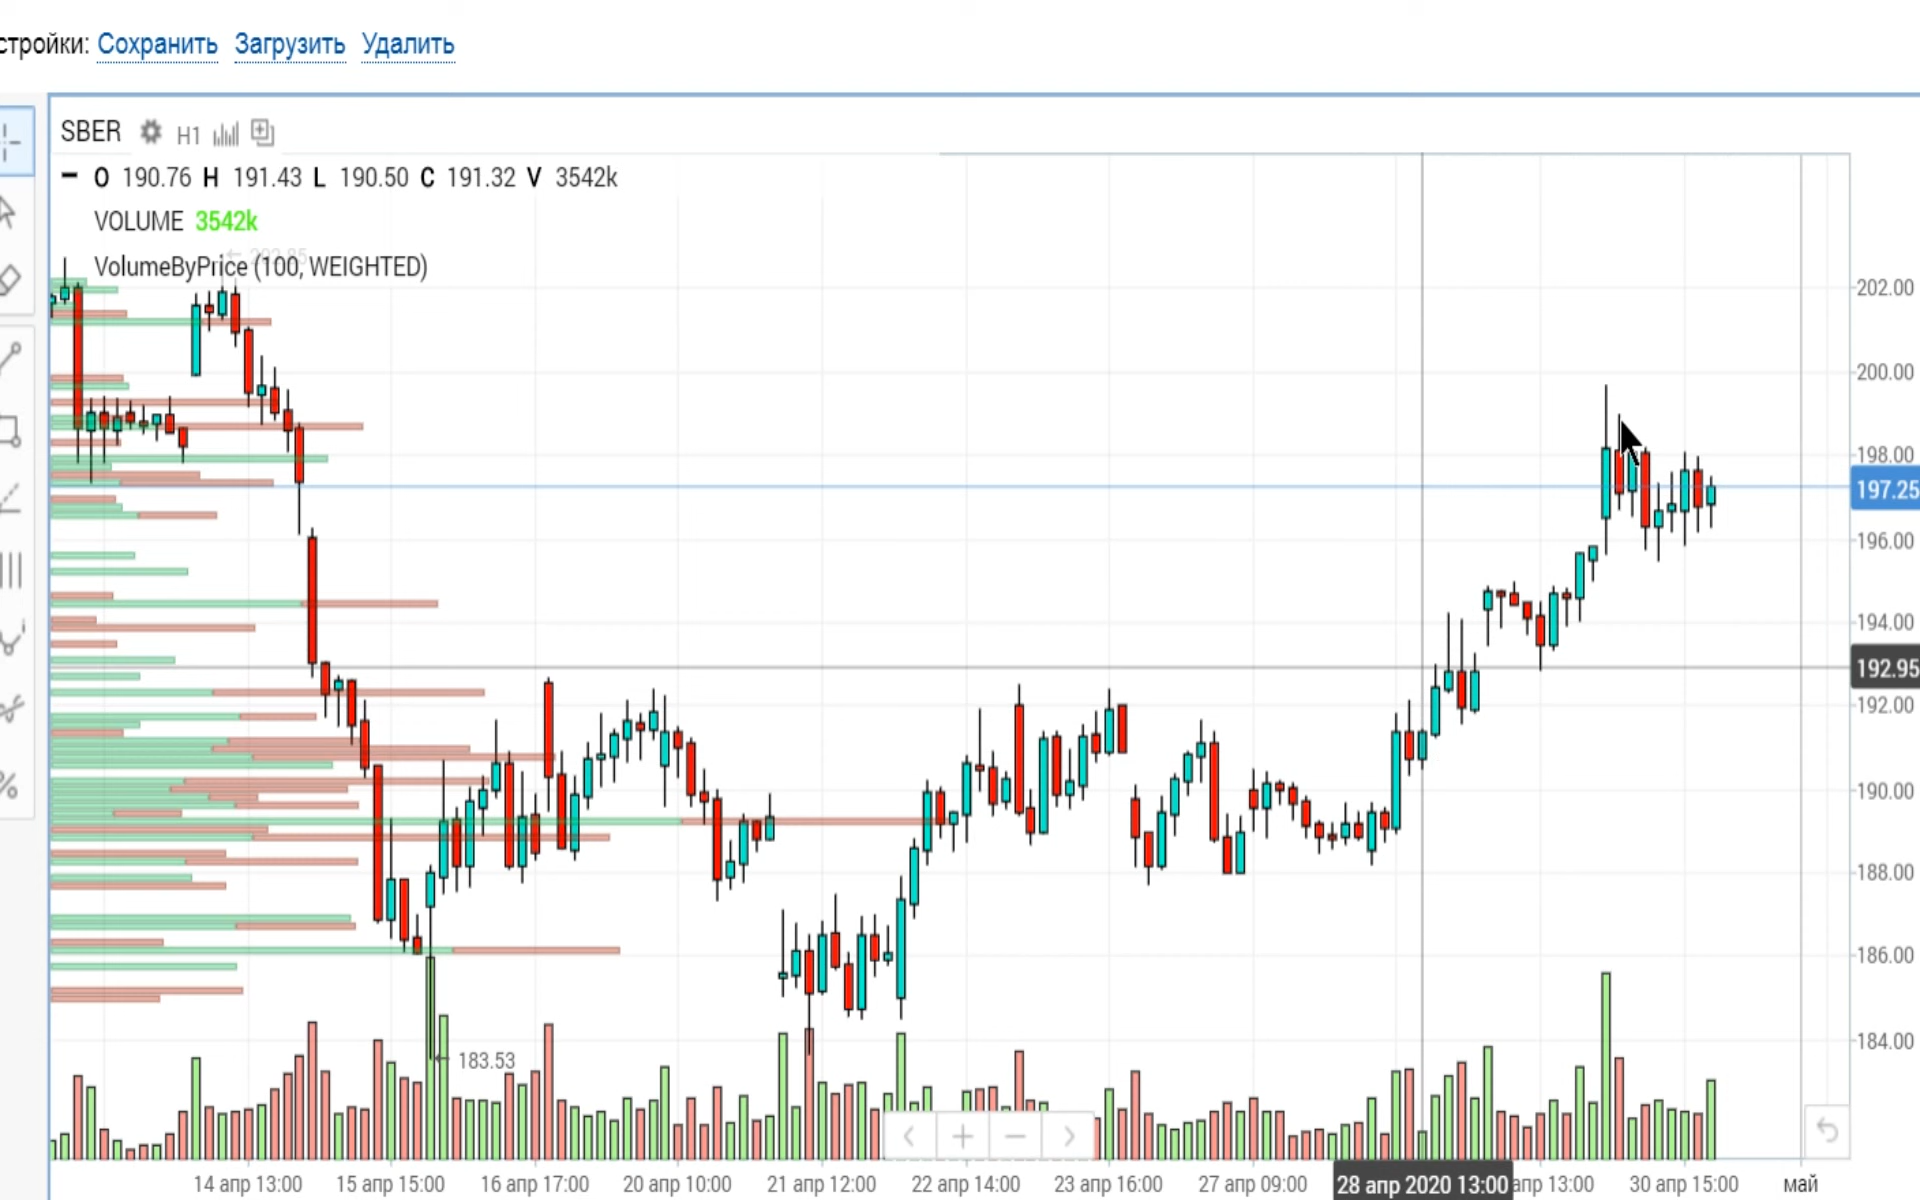 стройки: Сохранить Загрузить Удалить
SBER H1
O 190.76 H 191.43 L 190.50 C 191.32 V 3542k
VOLUME 3542k
← 202.85
VolumeByPrice (100, WEIGHTED)
202.00
200.00
198.00
197.25
196.00
194.00
192.95
192.00
190.00
188.00
186.00
184.00
← 183.53
14 апр 13:00 15 апр 15:00 16 апр 17:00 20 апр 10:00 21 апр 12:00 22 апр 14:00 23 апр 16:00 27 апр 09:00 28 апр 2020 13:00 апр 13:00 30 апр 15:00 май